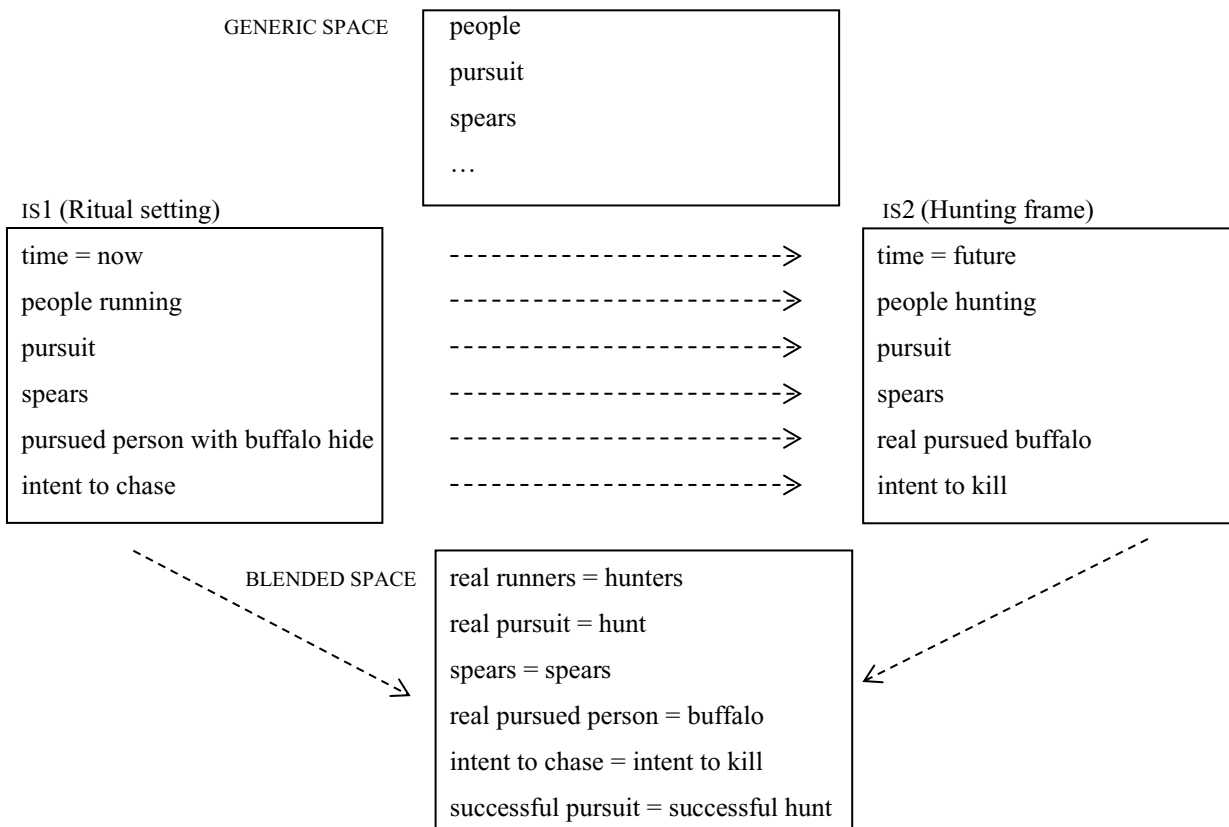 GENERIC SPACE
people
pursuit
spears
…
IS1 (Ritual setting)
time = now
people running
pursuit
spears
pursued person with buffalo hide
intent to chase
IS2 (Hunting frame)
time = future
people hunting
pursuit
spears
real pursued buffalo
intent to kill
BLENDED SPACE
real runners = hunters
real pursuit = hunt
spears = spears
real pursued person = buffalo
intent to chase = intent to kill
successful pursuit = successful hunt